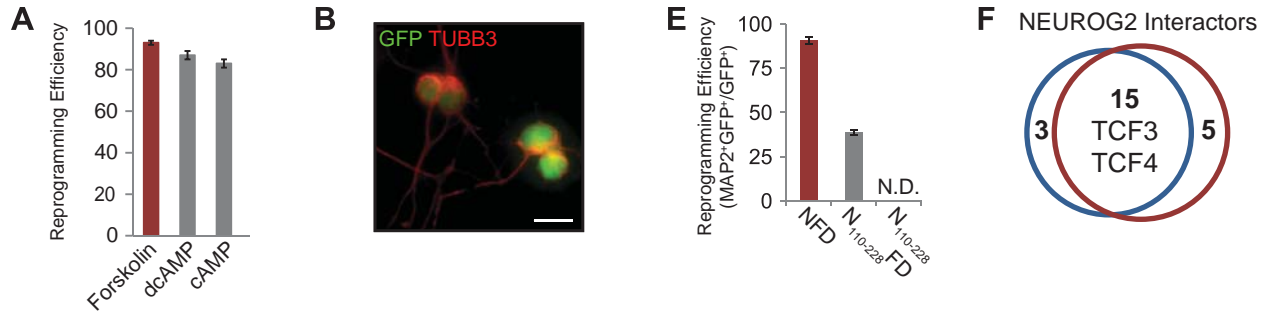 A
Reprogramming Efficiency
100
80
60
40
20
0
Forskolin
dcAMP
cAMP
B
GFP TUBB3
E
Reprogramming Efficiency
(MAP2⁺GFP⁺/GFP⁺)
100
75
50
25
0
N.D.
NFD
N₁₁₀₋₂₂₈
N₁₁₀₋₂₂₈FD
F
NEUROG2 Interactors
15
3
TCF3
5
TCF4